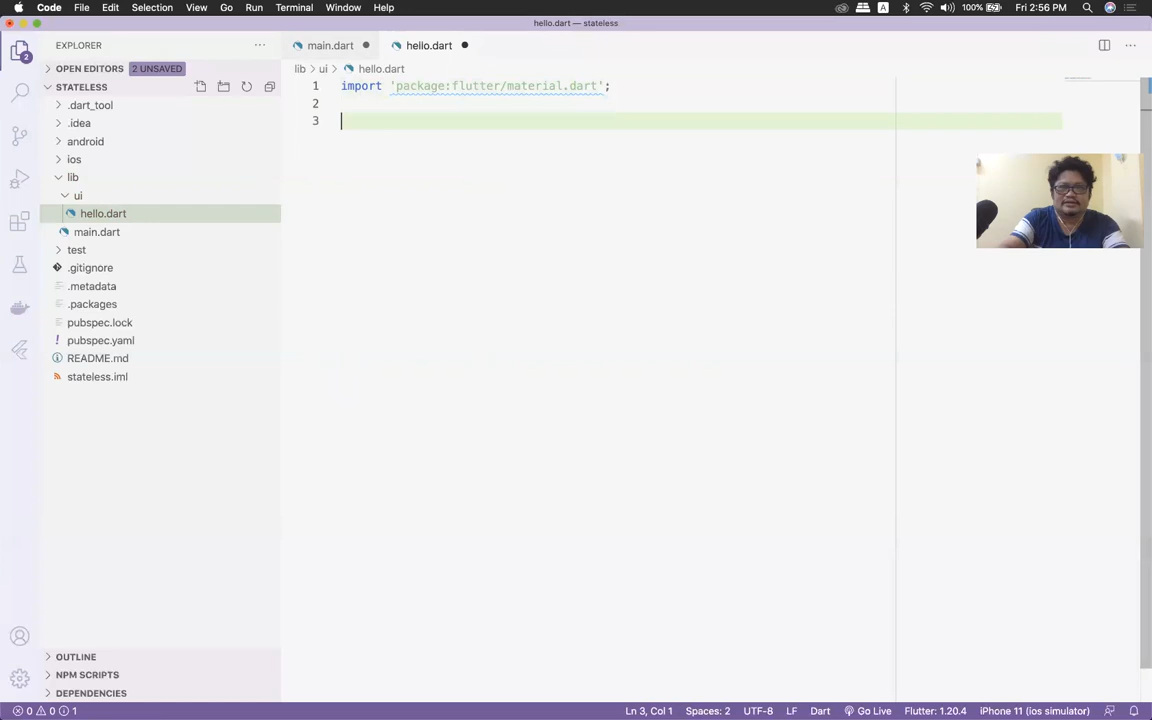 Code File Edit Selection View Go Run Terminal Window Help A 100% Fri 2:56 PM
hello.dart — stateless
2
EXPLORER
main.dart
hello.dart
OPEN EDITORS 2 UNSAVED
lib > ui > hello.dart
STATELESS
1 import 'package:flutter/material.dart';
2
3
.dart_tool
.idea
android
ios
lib
ui
hello.dart
main.dart
test
.gitignore
.metadata
.packages
pubspec.lock
! pubspec.yaml
README.md
stateless.iml
OUTLINE
NPM SCRIPTS
DEPENDENCIES
0 0 1 Ln 3, Col 1 Spaces: 2 UTF-8 LF Dart Go Live Flutter: 1.20.4 iPhone 11 (ios simulator)